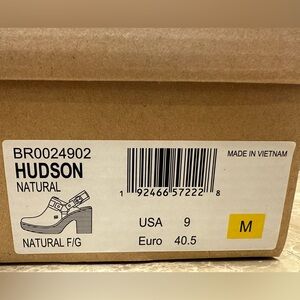 BR0024902
HUDSON
NATURAL
MADE IN VIETNAM
1 92466 57222 8
USA 9
Euro 40.5
M
NATURAL F/G